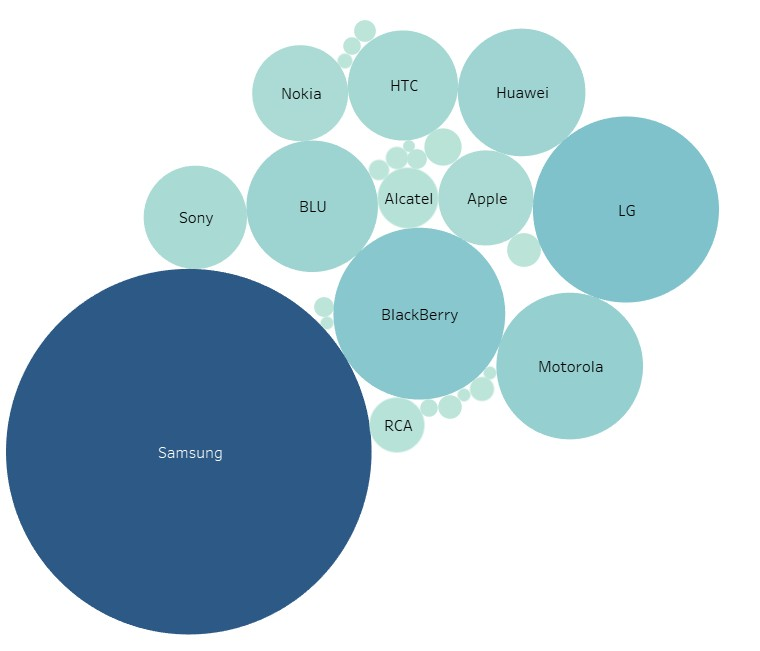 HTC
Nokia
Huawei
Alcatel
Apple
BLU
LG
Sony
BlackBerry
Motorola
RCA
Samsung